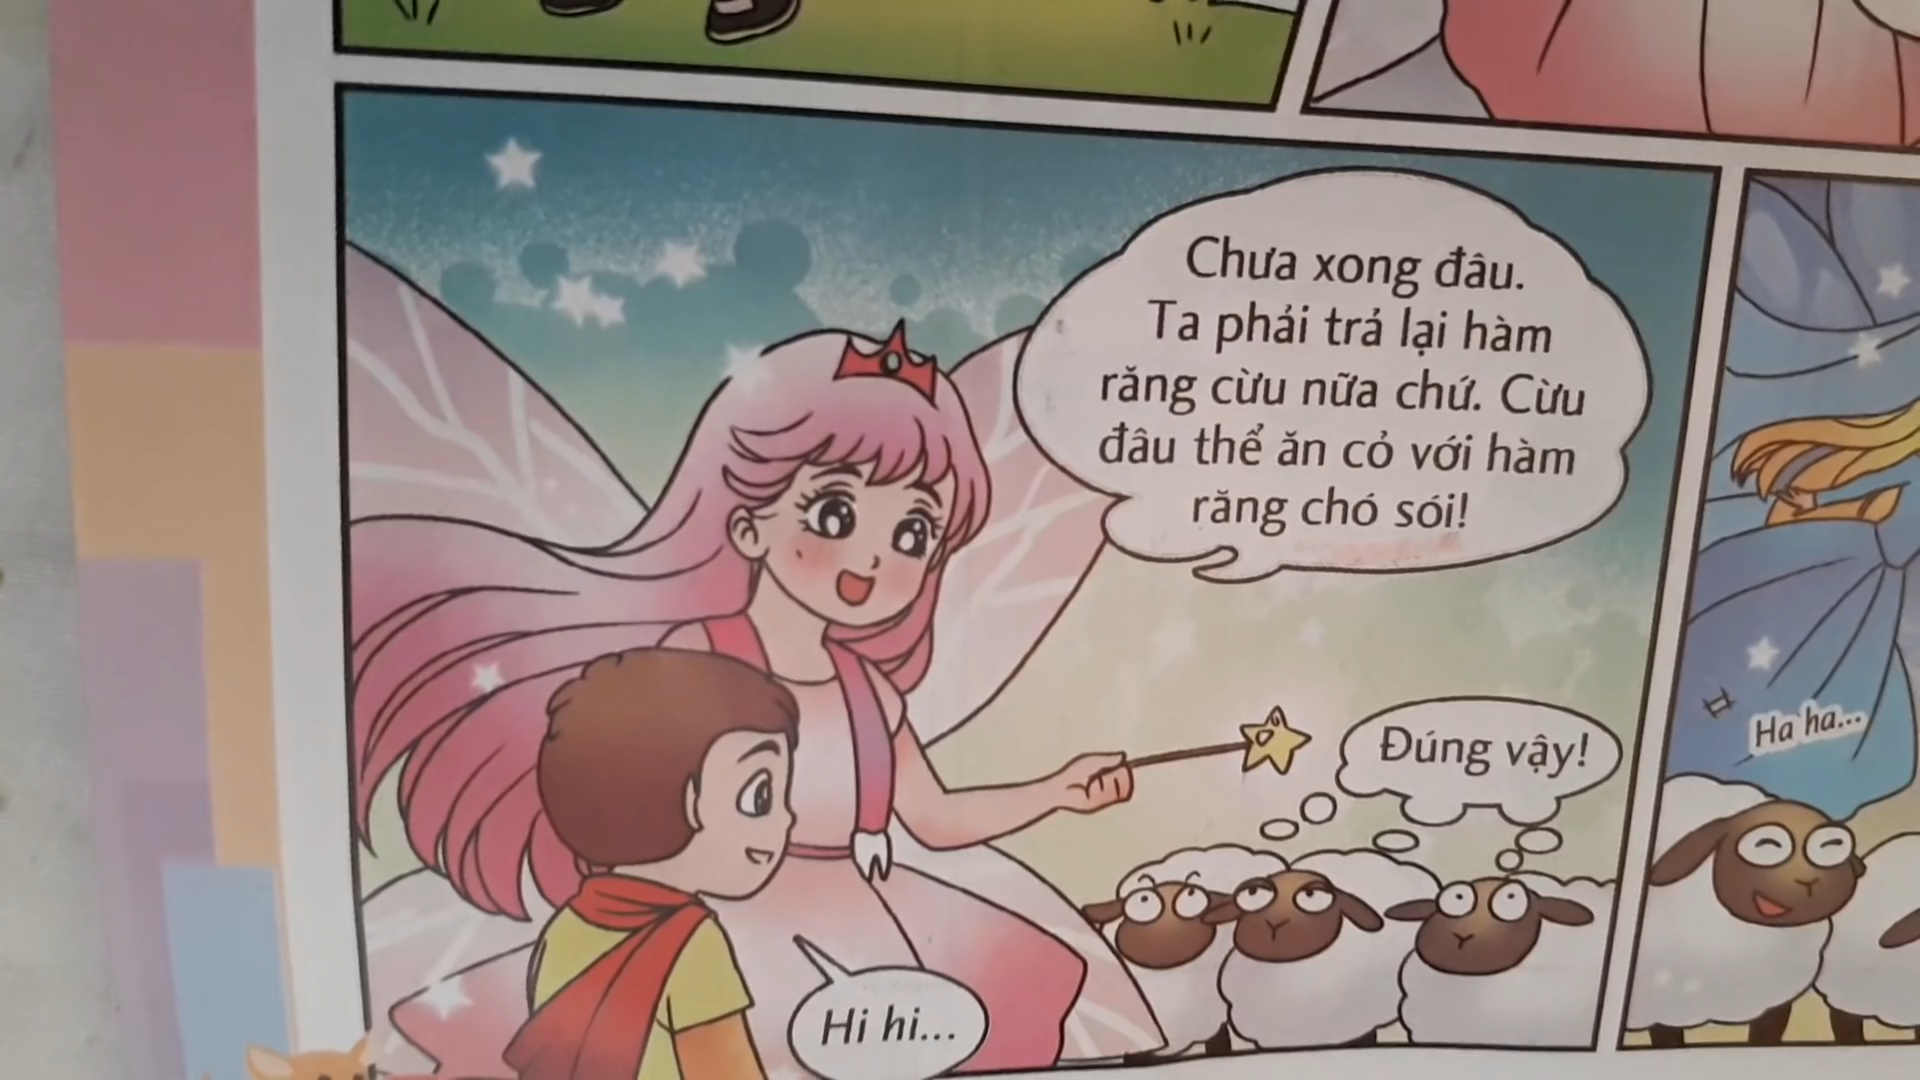 Chưa xong đâu.
Ta phải trả lại hàm
răng cừu nữa chứ. Cừu
đâu thể ăn cỏ với hàm
răng chó sói!
Đúng vậy!
Ha ha...
Hi hi...